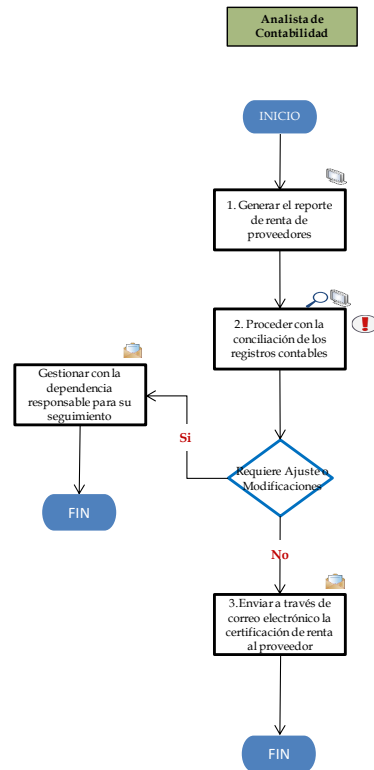 Analista de
Contabilidad
INICIO
1. Generar el reporte
de renta de
proveedores
2. Proceder con la
conciliación de los
registros contables
Gestionar con la
dependencia
responsable para su
seguimiento
Si
Requiere Ajuste o
Modificaciones
FIN
No
3.Enviar a través de
correo electrónico la
certificación de renta
al proveedor
FIN